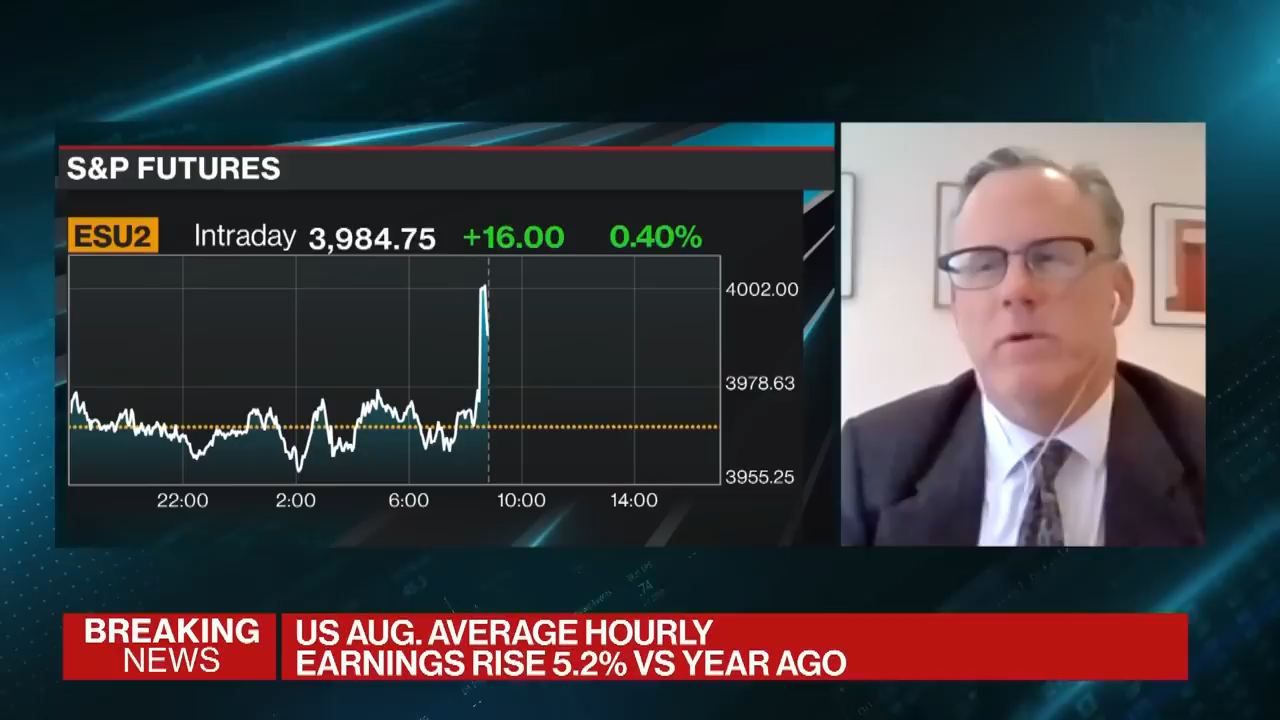 S&P FUTURES
ESU2 Intraday 3,984.75 +16.00 0.40%
4002.00
3978.63
3955.25
22:00 2:00 6:00 10:00 14:00
BREAKING
NEWS
US AUG. AVERAGE HOURLY
EARNINGS RISE 5.2% VS YEAR AGO